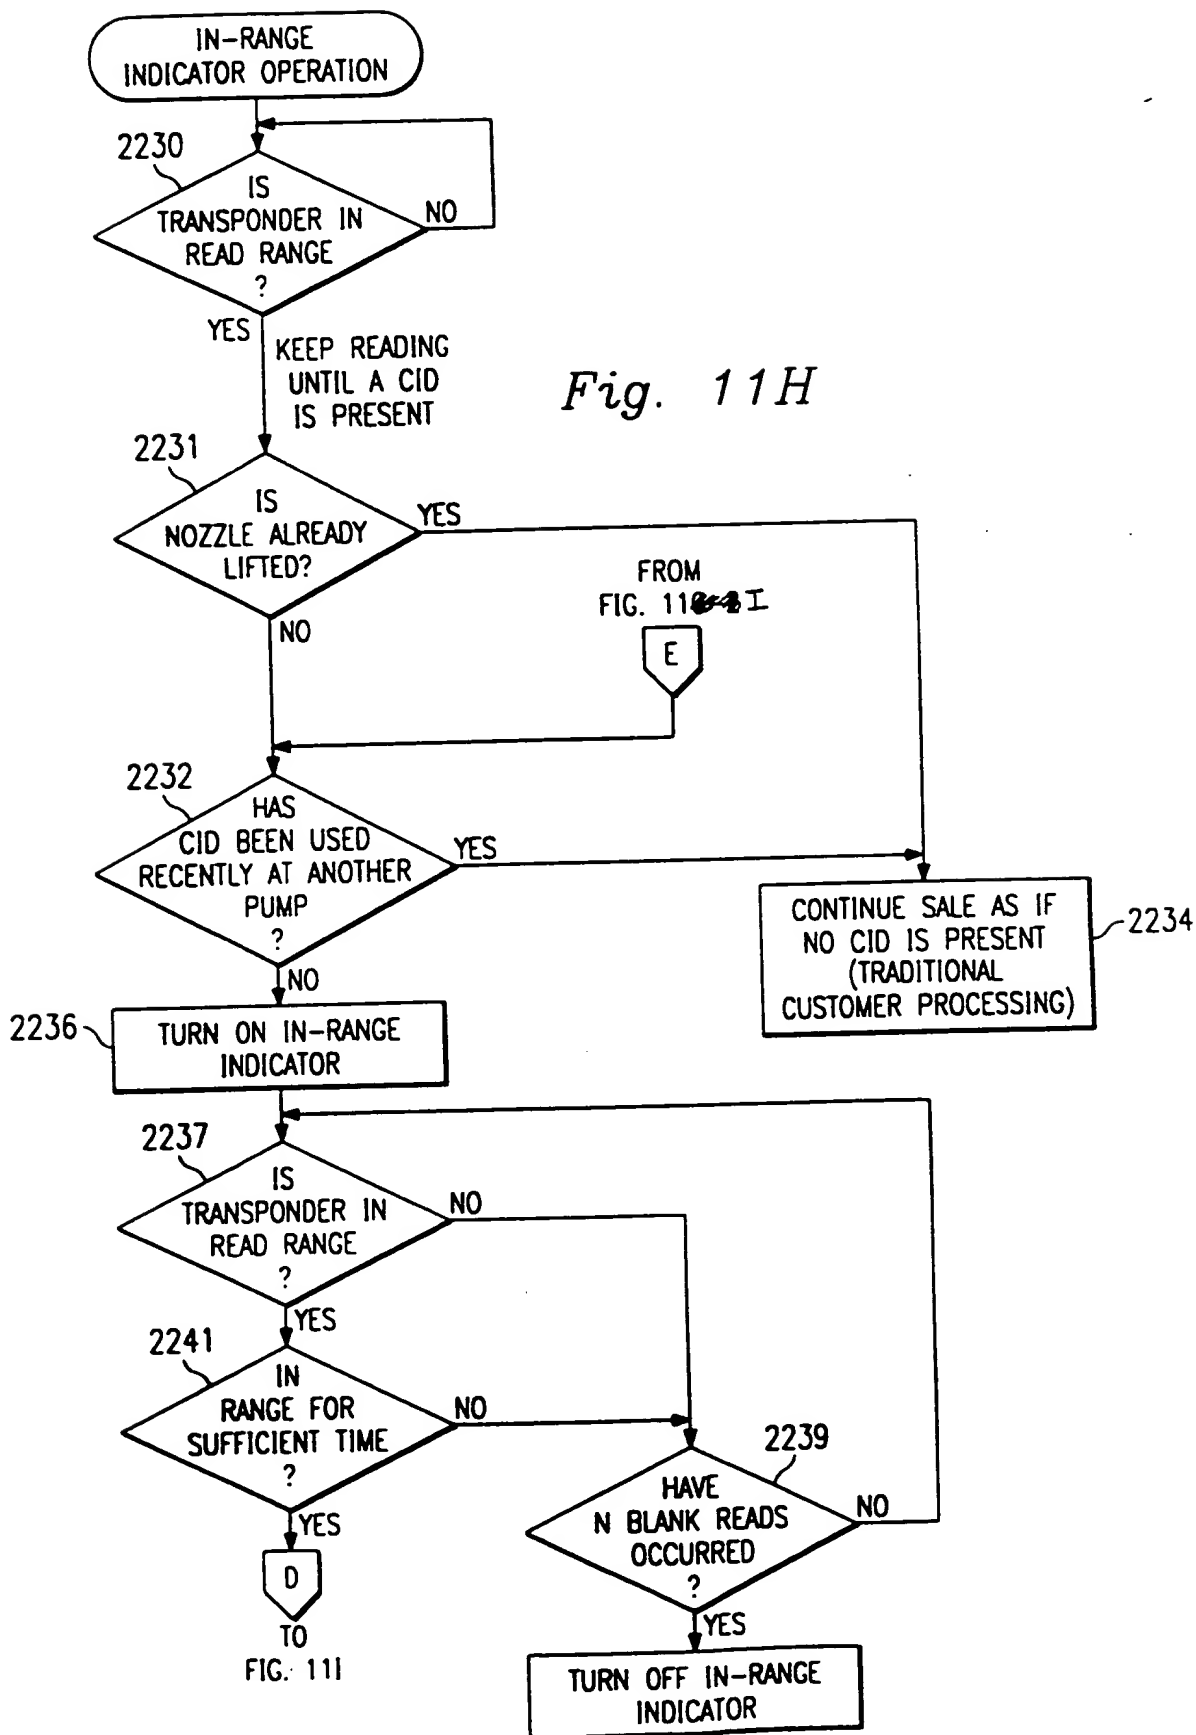 IN-RANGE
INDICATOR OPERATION
2230
IS
TRANSPONDER IN
READ RANGE
?
NO
YES
KEEP READING
UNTIL A CID
IS PRESENT
Fig. 11H
2231
IS
NOZZLE ALREADY
LIFTED?
YES
NO
FROM
FIG. 11 I
E
2232
HAS
CID BEEN USED
RECENTLY AT ANOTHER
PUMP
?
YES
NO
CONTINUE SALE AS IF
NO CID IS PRESENT
(TRADITIONAL
CUSTOMER PROCESSING)
2234
2236
TURN ON IN-RANGE
INDICATOR
2237
IS
TRANSPONDER IN
READ RANGE
?
NO
YES
2241
IN
RANGE FOR
SUFFICIENT TIME
?
NO
YES
2239
HAVE
N BLANK READS
OCCURRED
?
NO
YES
D
TO
FIG. 11I
TURN OFF IN-RANGE
INDICATOR